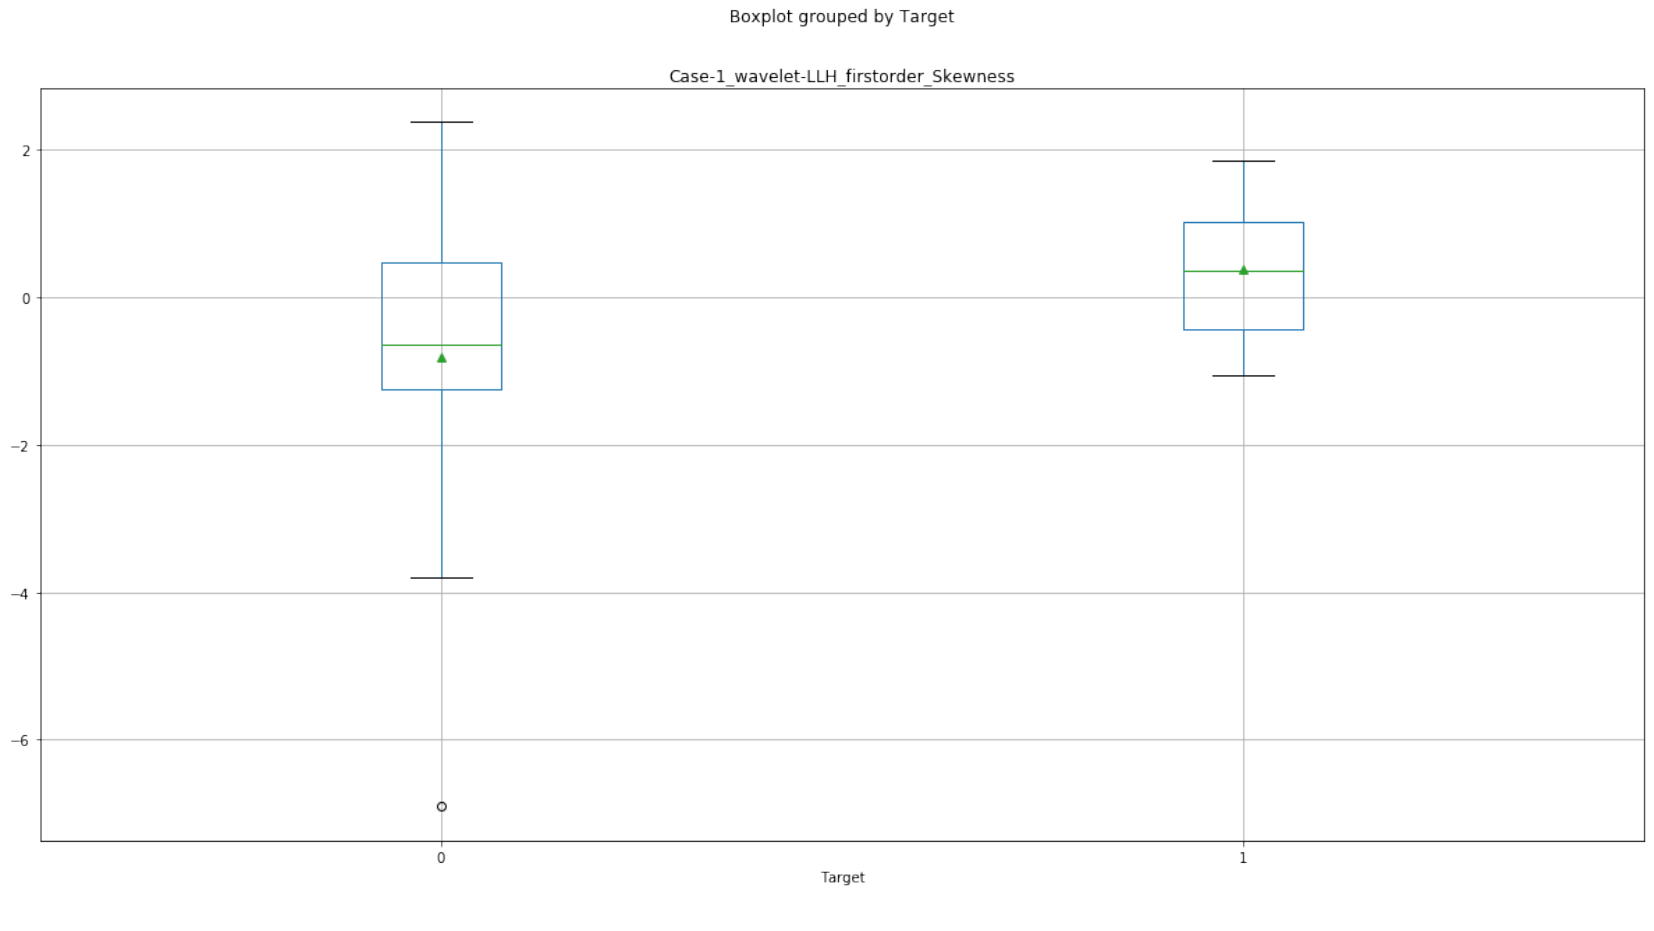 Boxplot grouped by Target
Case-1_wavelet-LLH_firstorder_Skewness
2
0
−2
−4
−6
0 1
Target